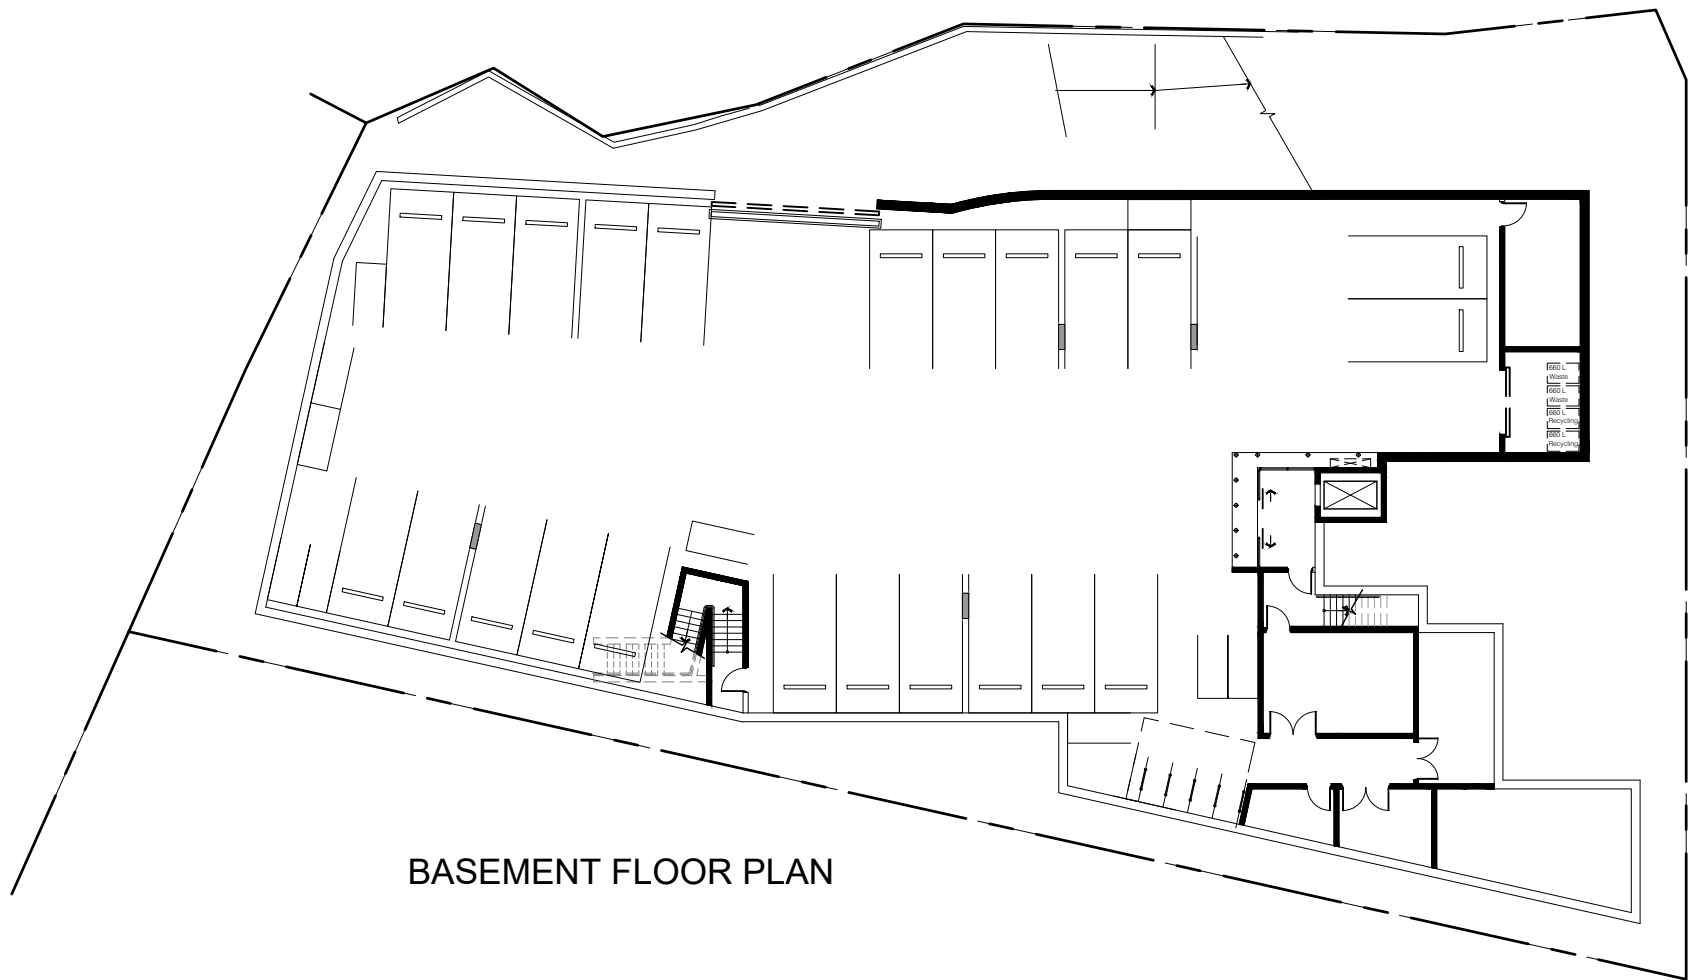 660 L
Waste
660 L
Waste
660 L
Recycling
660 L
Recycling
BASEMENT FLOOR PLAN